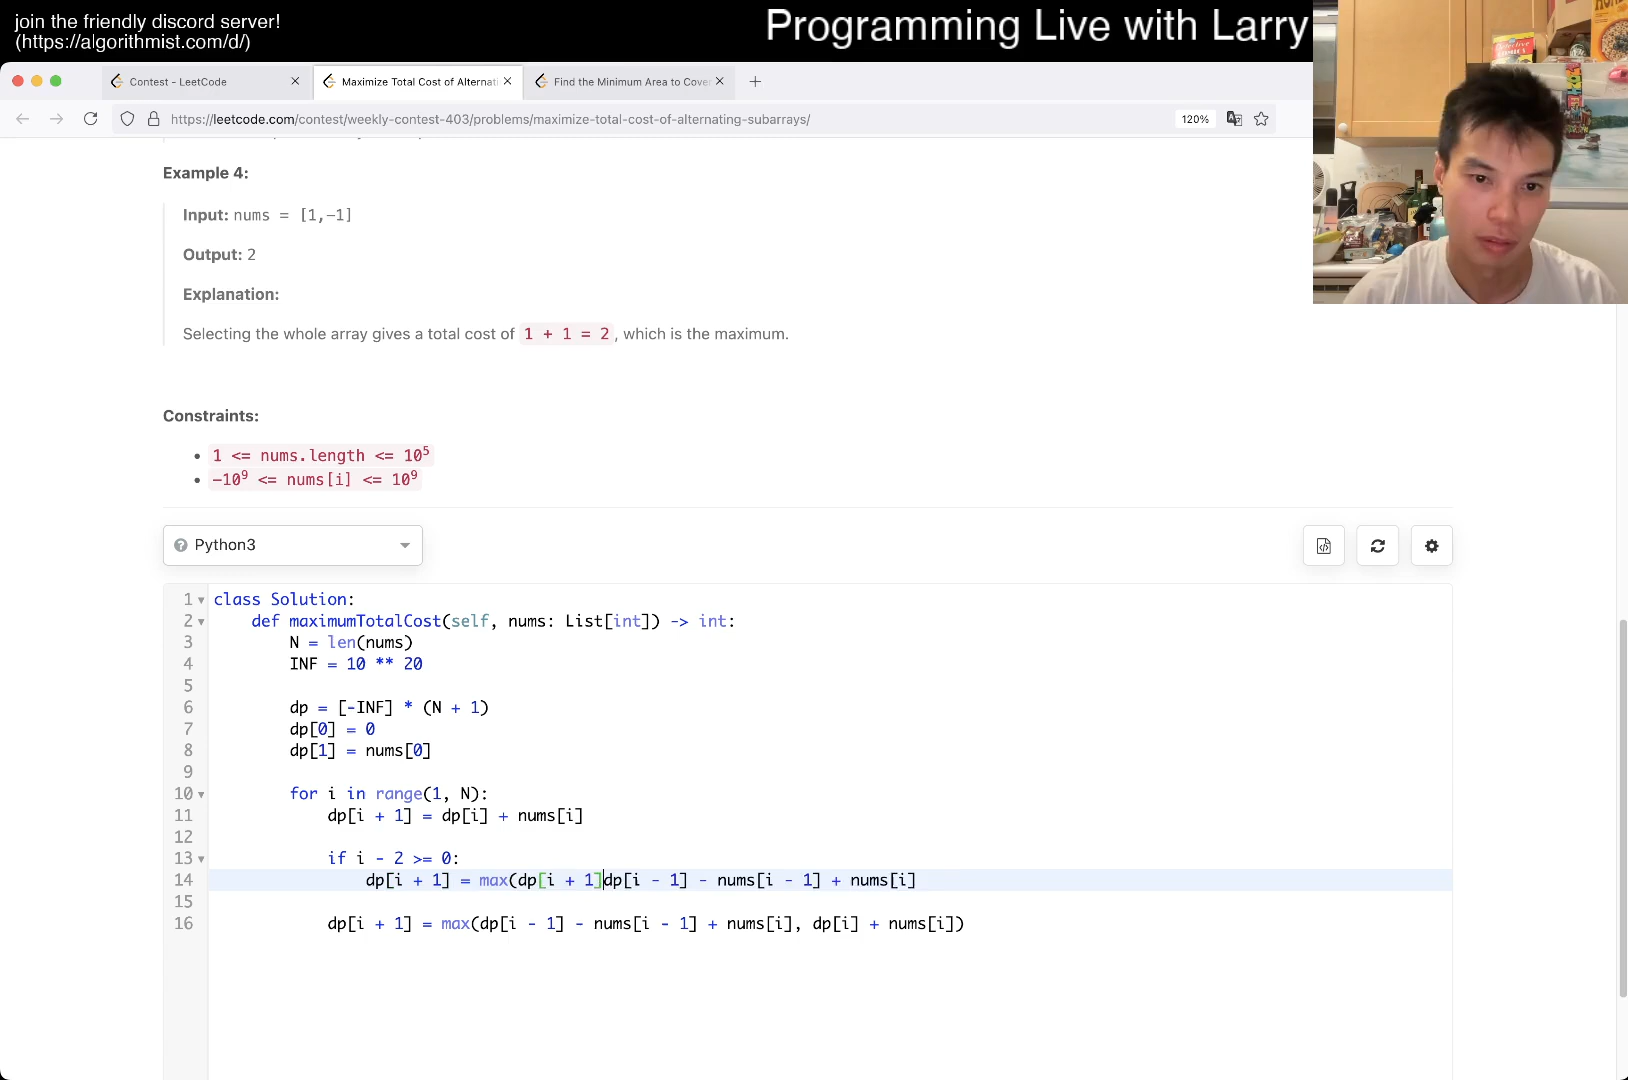 join the friendly discord server!
(https://algorithmist.com/d/)
Programming Live with Larry
Contest - LeetCode
Maximize Total Cost of Alternati
Find the Minimum Area to Cover
https://leetcode.com/contest/weekly-contest-403/problems/maximize-total-cost-of-alternating-subarrays/
120%
Example 4:
Input: nums = [1,−1]
Output: 2
Explanation:
Selecting the whole array gives a total cost of 1 + 1 = 2, which is the maximum.
Constraints:
1 <= nums.length <= 10^5
−10^9 <= nums[i] <= 10^9
Python3
1 class Solution:
2 def maximumTotalCost(self, nums: List[int]) -> int:
3 N = len(nums)
4 INF = 10 ** 20
5
6 dp = [-INF] * (N + 1)
7 dp[0] = 0
8 dp[1] = nums[0]
9
10 for i in range(1, N):
11 dp[i + 1] = dp[i] + nums[i]
12
13 if i - 2 >= 0:
14 dp[i + 1] = max(dp[i + 1]dp[i - 1] - nums[i - 1] + nums[i]
15
16 dp[i + 1] = max(dp[i - 1] - nums[i - 1] + nums[i], dp[i] + nums[i])